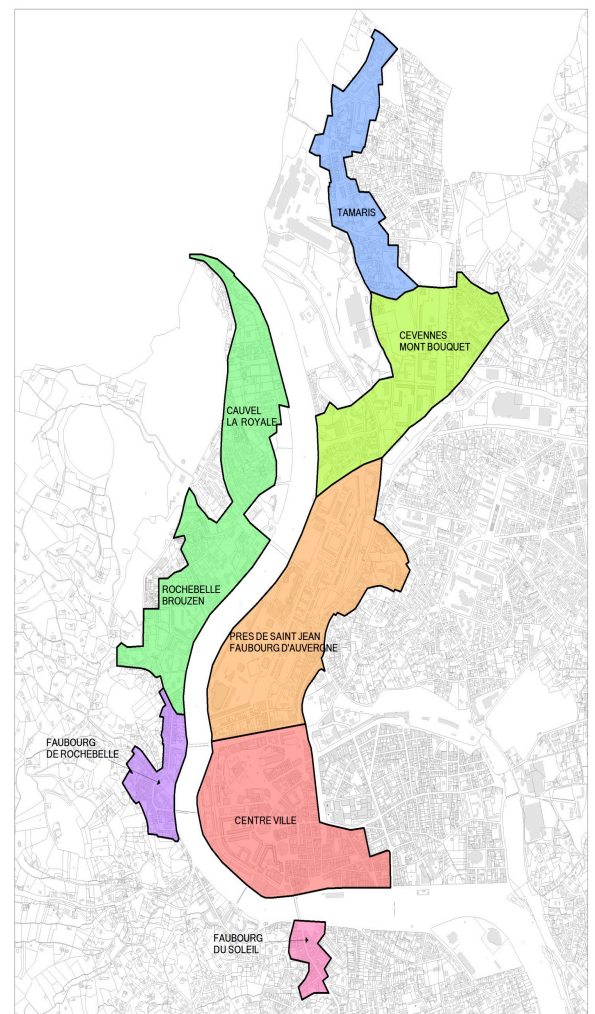 TAMARIS
CEVENNES
MONT BOUQUET
CAUVEL
LA ROYALE
ROCHEBELLE
BROUZEN
PRES DE SAINT JEAN
FAUBOURG D'AUVERGNE
FAUBOURG
DE ROCHEBELLE
CENTRE VILLE
FAUBOURG
DU SOLEIL